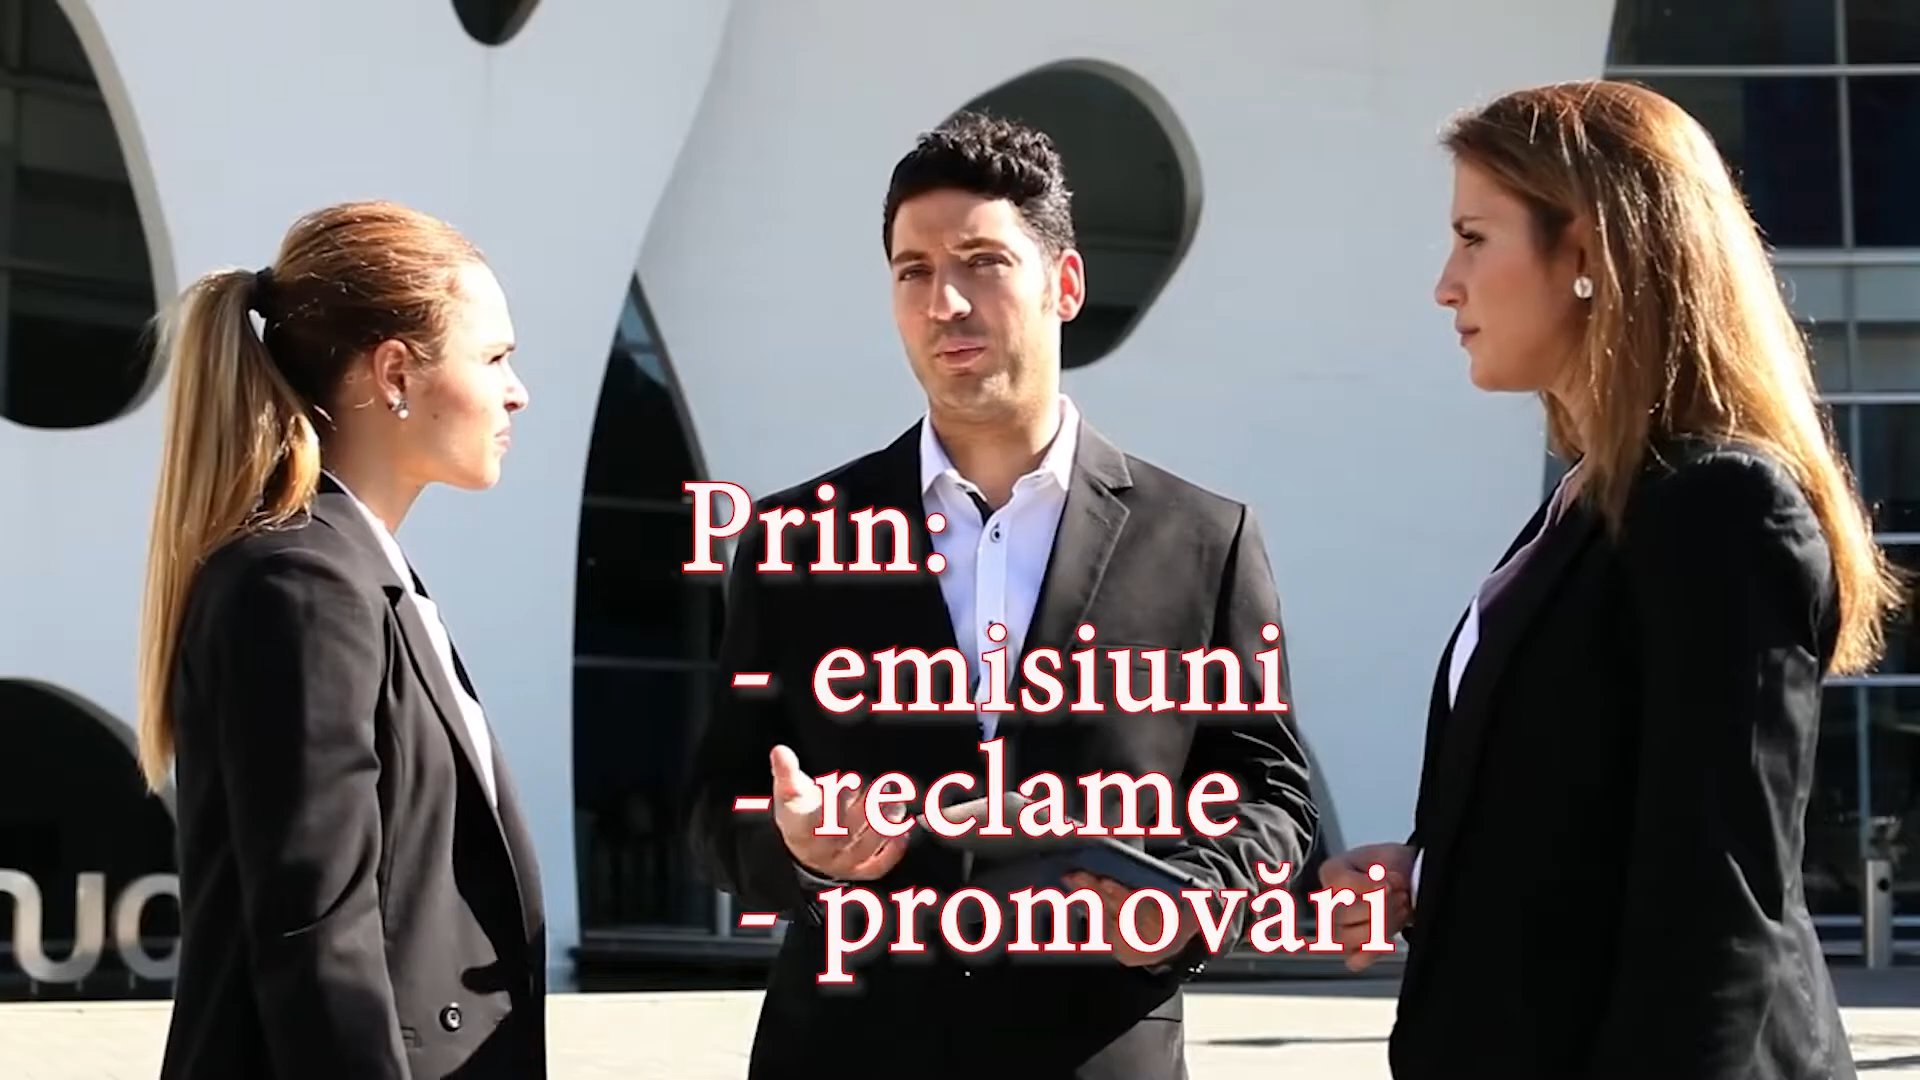 Prin:
- emisiuni
- reclame
- promovări